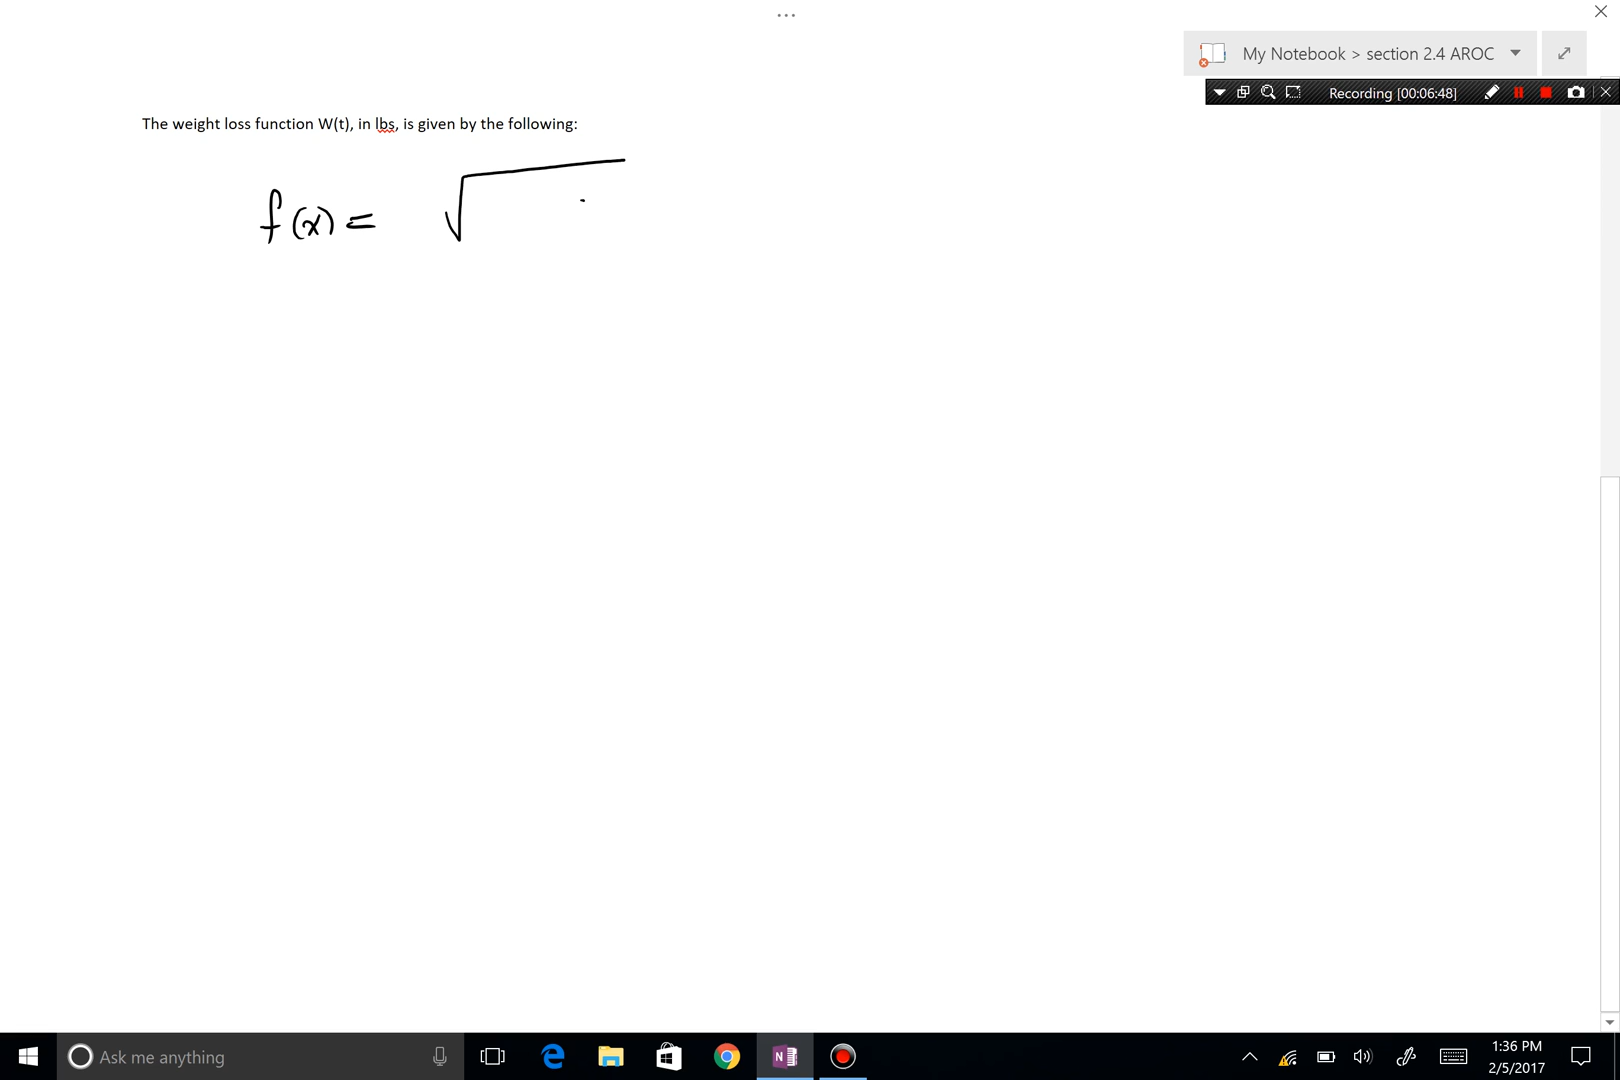 My Notebook > section 2.4 AROC
Recording [00:06:48]
The weight loss function W(t), in lbs, is given by the following:
f(x) = √
Ask me anything
N
1:36 PM
2/5/2017